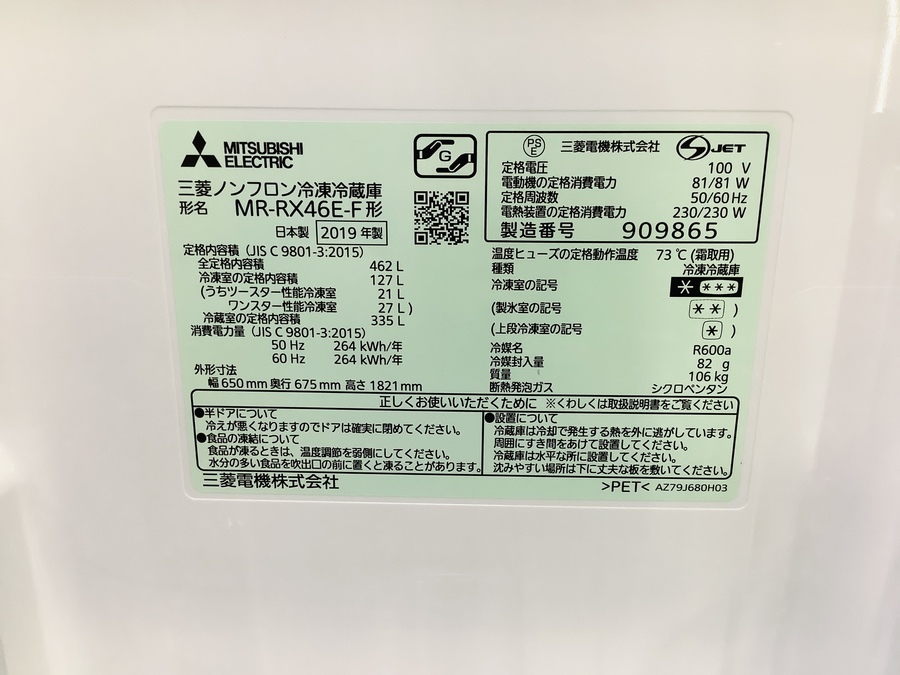 MITSUBISHI
ELECTRIC
G
三菱ノンフロン冷凍冷蔵庫
形名 MR-RX46E-F形
日本製 2019 年製
定格内容積 (JIS C 9801-3:2015)
全定格内容積 462 L
冷凍室の定格内容積 127 L
(うちツースター性能冷凍室 21 L
ワンスター性能冷凍室 27 L)
冷蔵室の定格内容積 335 L
消費電力量 (JIS C 9801-3:2015)
50 Hz 264 kWh/年
60 Hz 264 kWh/年
外形寸法
幅 650 mm 奥行 675 mm 高さ 1821 mm
PS
E 三菱電機株式会社 S JET
定格電圧 100 V
電動機の定格消費電力 81/81 W
定格周波数 50/60 Hz
電熱装置の定格消費電力 230/230 W
製造番号 909865
温度ヒューズの定格動作温度 73 ℃ (霜取用)
種類 冷凍冷蔵庫
冷凍室の記号 * ***
(製氷室の記号 ** )
(上段冷凍室の記号 * )
冷媒名 R600a
冷媒封入量 82 g
質量 106 kg
断熱発泡ガス シクロペンタン
正しくお使いいただくために ※くわしくは取扱説明書をご覧ください
●半ドアについて
冷えが悪くなりますのでドアは確実に閉めてください。
●食品の凍結について
食品が凍るときは、温度調節を弱側にしてください。
水分の多い食品を吹出口の前に置くと凍ることがあります。
●設置について
冷蔵庫は冷却で発生する熱を外に逃がしています。
周囲にすき間をあけて設置してください。
冷蔵庫は水平な所に設置してください。
沈みやすい場所は下に丈夫な板を敷いてください。
三菱電機株式会社
>PET< AZ79J680H03